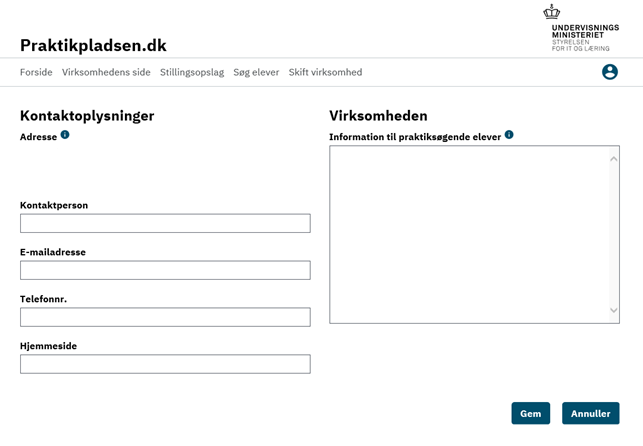 UNDERVISNINGS
MINISTERIET
STYRELSEN
FOR IT OG LÆRING
Praktikpladsen.dk
Forside Virksomhedens side Stillingsopslag Søg elever Skift virksomhed
Kontaktoplysninger
Adresse
Kontaktperson
E-mailadresse
Telefonnr.
Hjemmeside
Virksomheden
Information til praktiksøgende elever
Gem Annuller